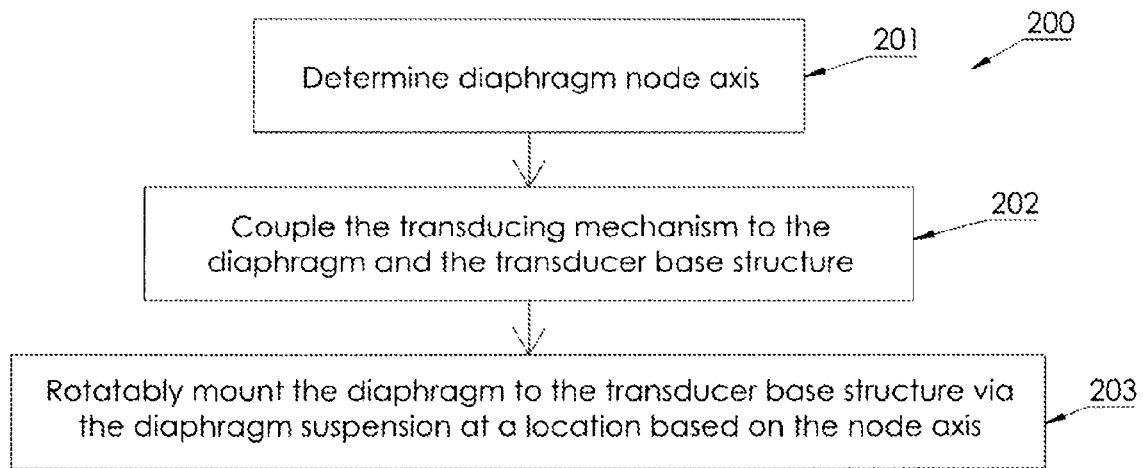 200
201
Determine diaphragm node axis
202
Couple the transducing mechanism to the
diaphragm and the transducer base structure
203
Rotatably mount the diaphragm to the transducer base structure via
the diaphragm suspension at a location based on the node axis